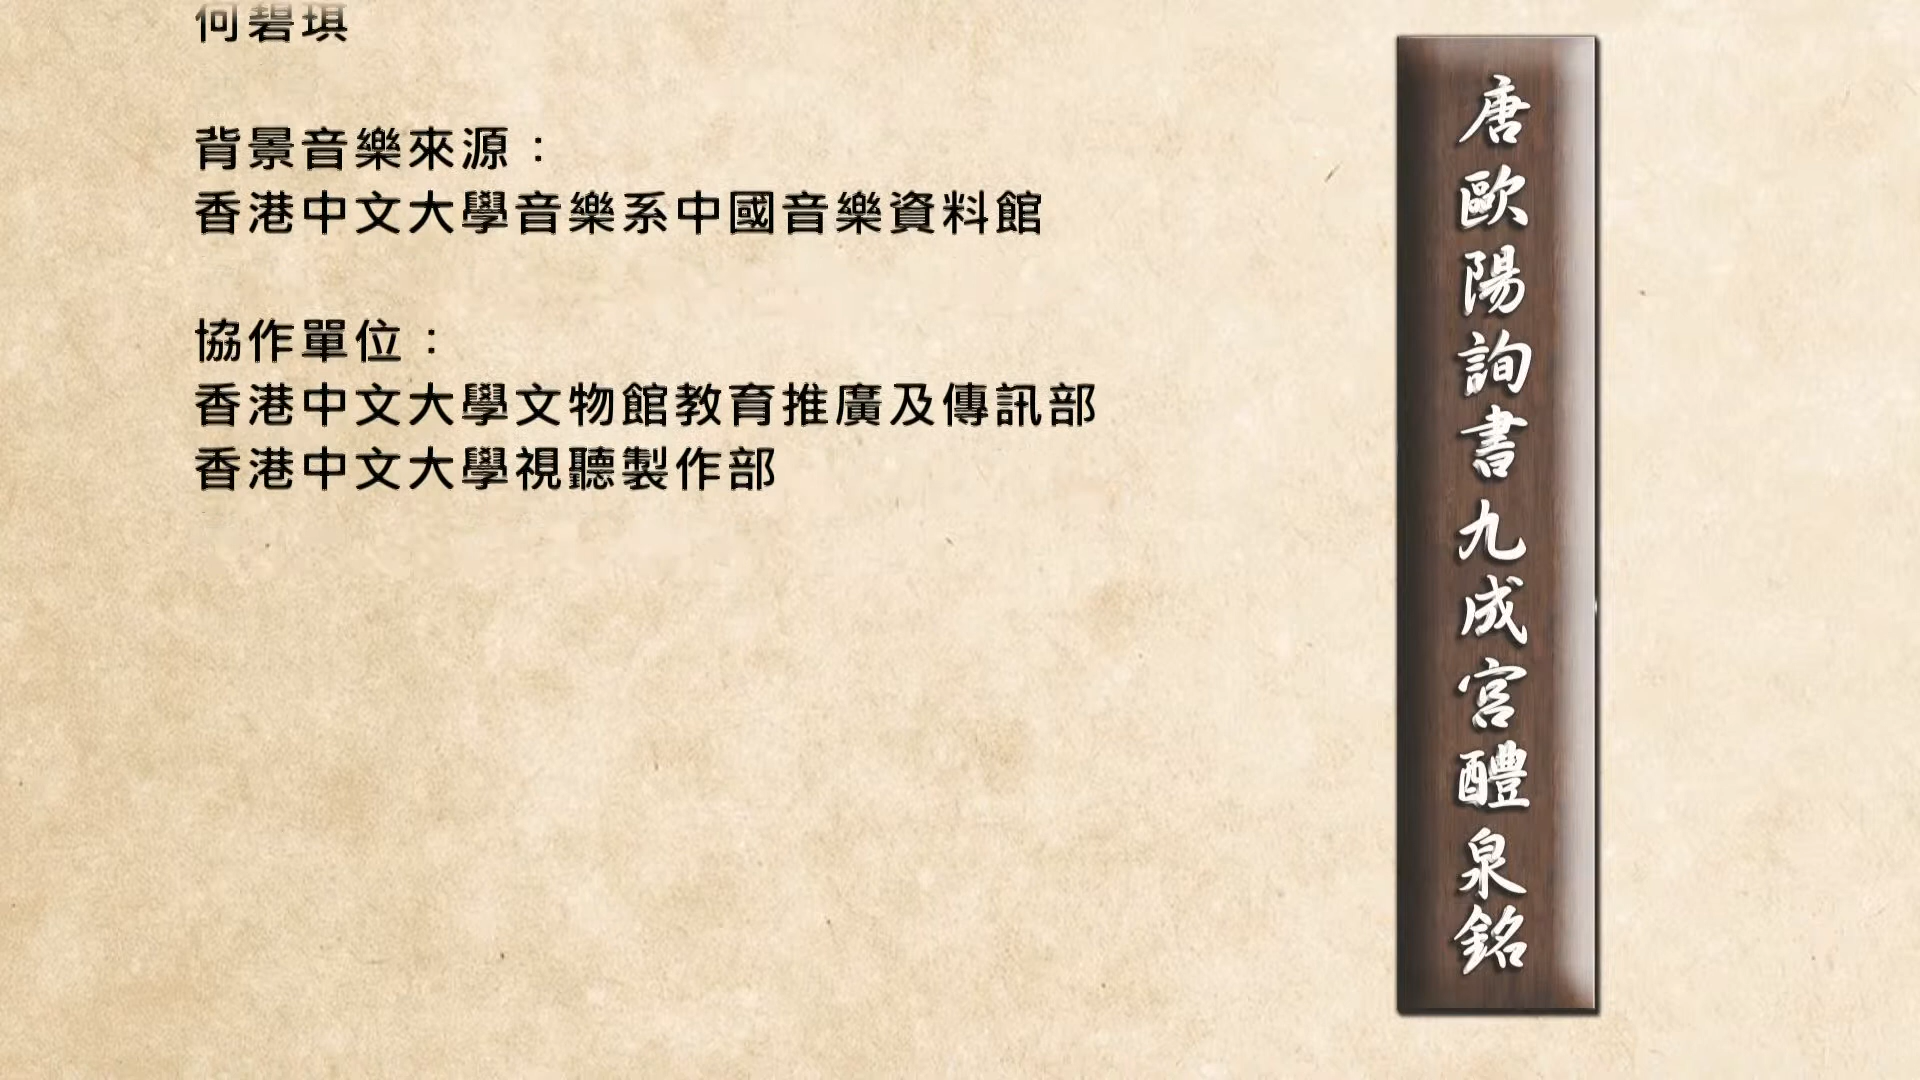 何碧琪
背景音樂來源：
香港中文大學音樂系中國音樂資料館
協作單位：
香港中文大學文物館教育推廣及傳訊部
香港中文大學視聽製作部
唐歐陽詢書九成宮醴泉銘